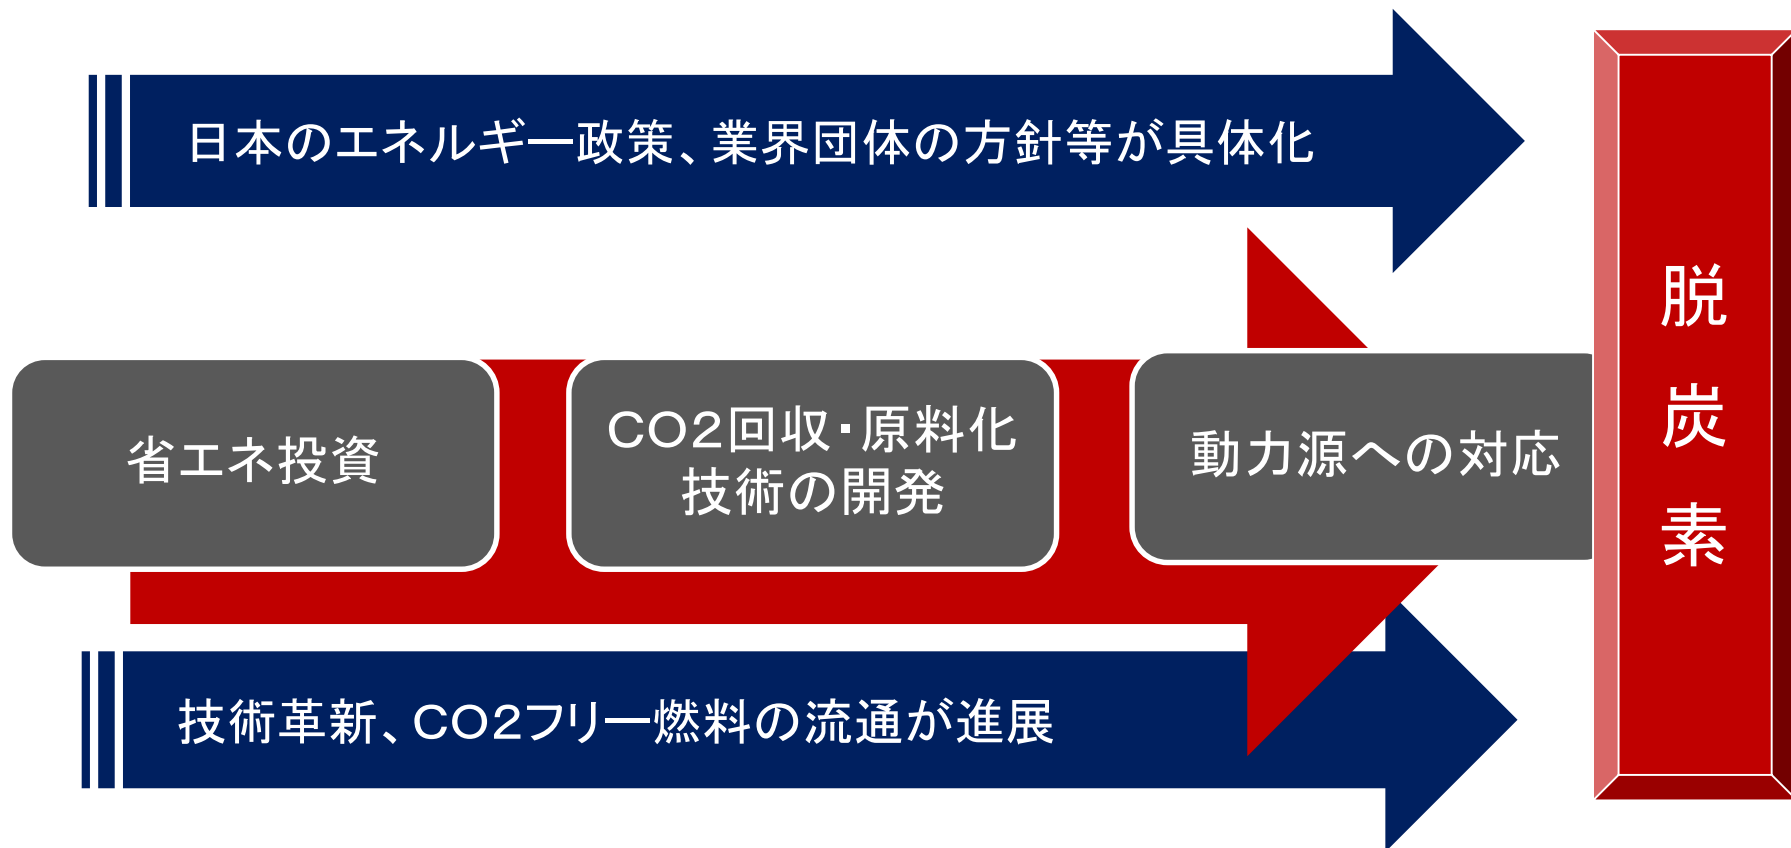 日本のエネルギー政策、業界団体の方針等が具体化
省エネ投資
CO2回収・原料化
技術の開発
動力源への対応
技術革新、CO2フリー燃料の流通が進展
脱炭素